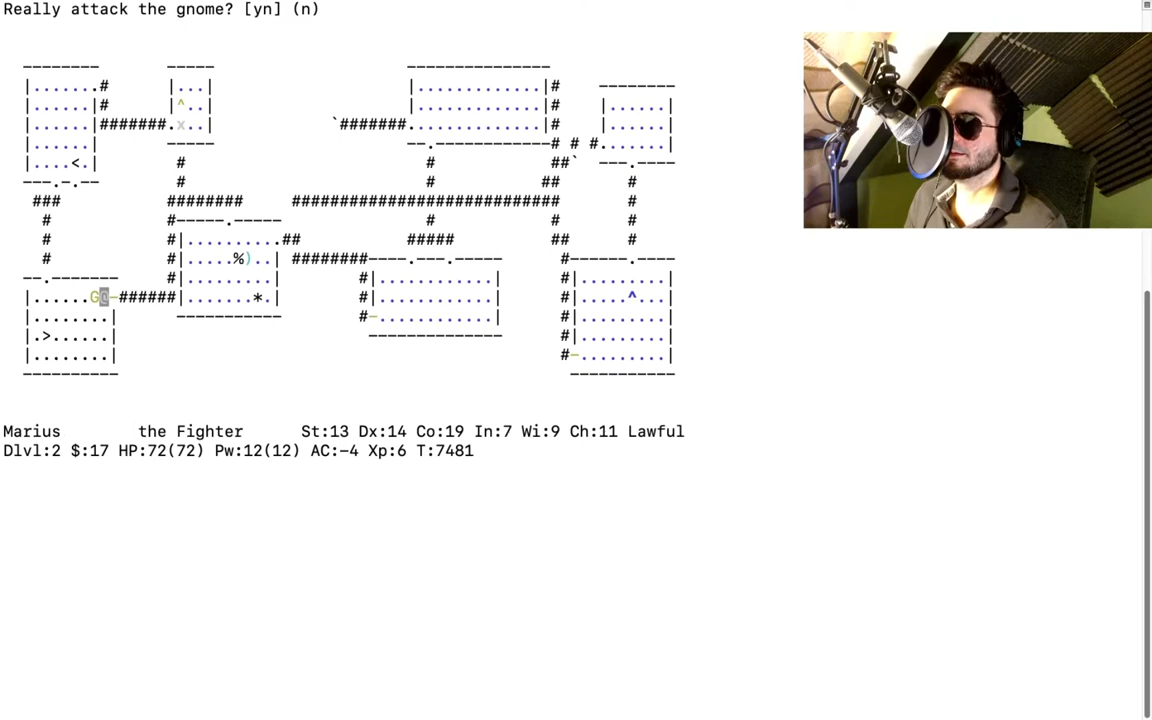 Really attack the gnome? [yn] (n)
-------- ----- ---------------
|.......# |...| |.............|# --------
|......|# |^..| |.............|# |......|
|......|#######.x..| `#######.............|# |......|
|......| ----- --.------------# # #.......
|....<.| # # ##` ---.----
---.-.-- # # ## #
### ######## ############################ #
# #-----.----- # # #
# #|..........## ##### ## #
# #|.....%)..| ########----.---.----- #------.----
--.------- #|.........| #|............| #|.........|
|......G@-######|.......*.| #|............| #|.....^...|
|........| ----------- #-............| #|.........|
|.>......| -------------- #|.........|
|........| #-.........|
---------- -----------
Marius the Fighter St:13 Dx:14 Co:19 In:7 Wi:9 Ch:11 Lawful
Dlvl:2 $:17 HP:72(72) Pw:12(12) AC:-4 Xp:6 T:7481